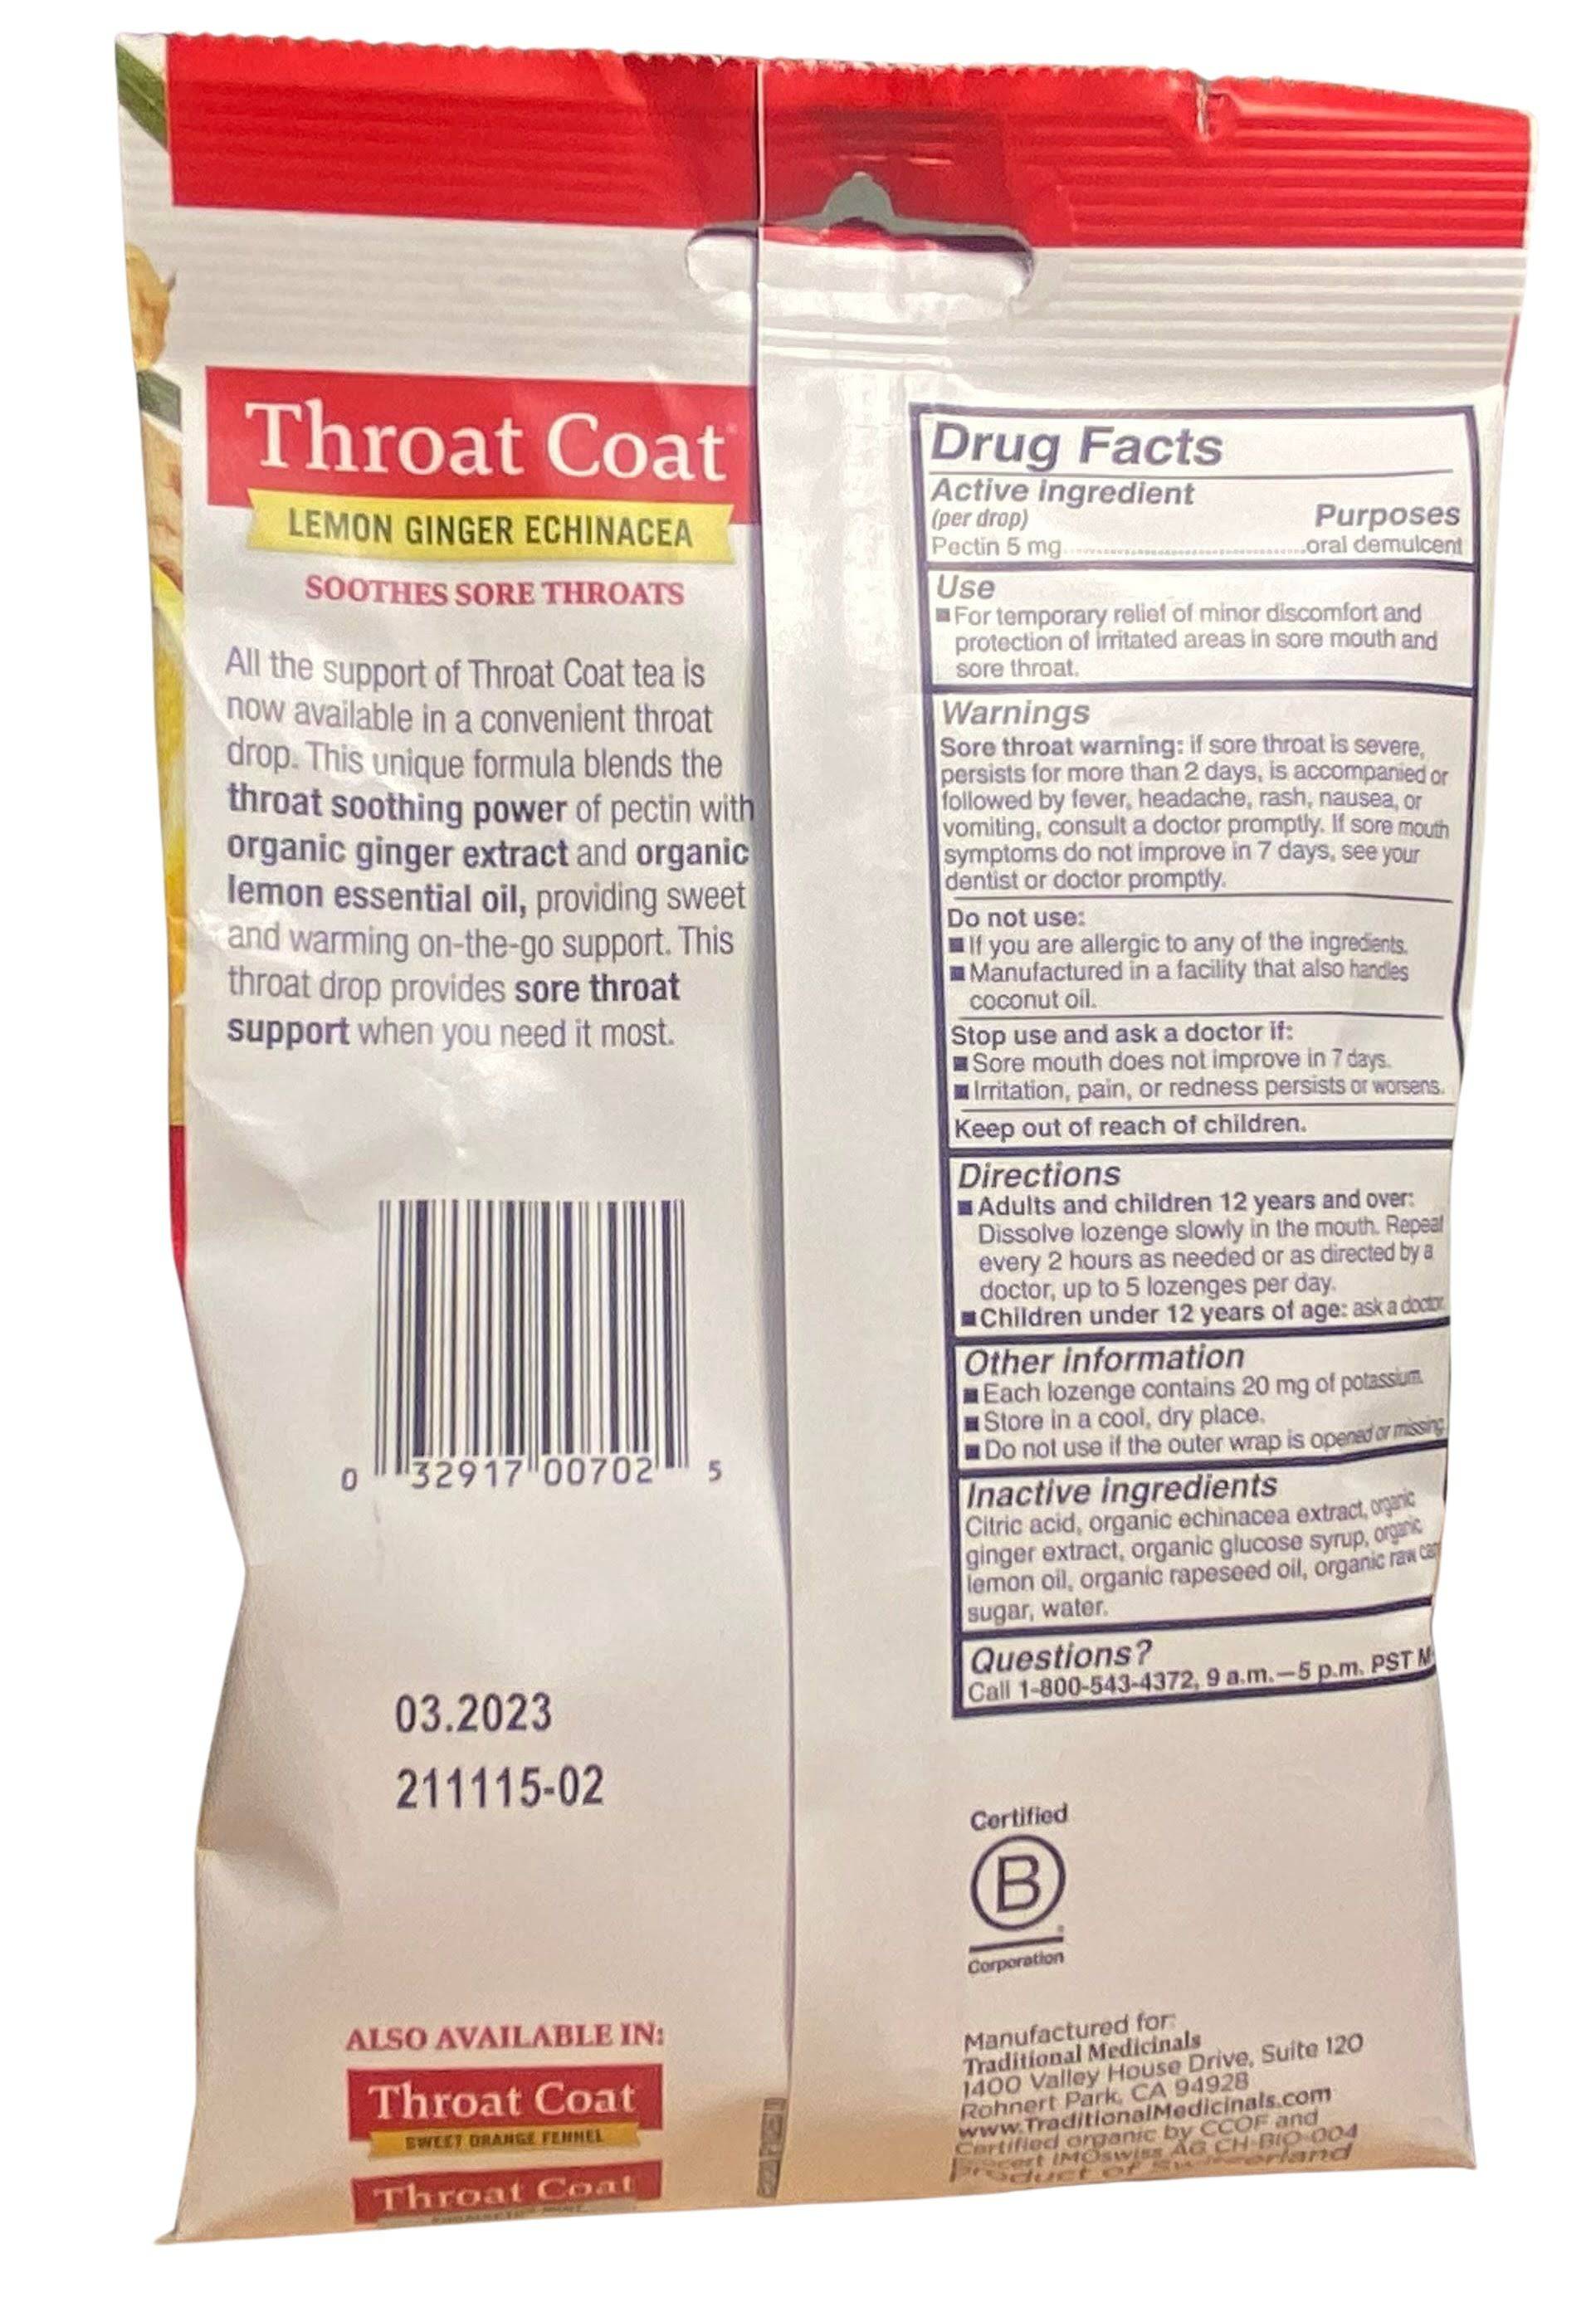 Throat Coat
LEMON GINGER ECHINACEA
SOOTHES SORE THROATS
All the support of Throat Coat tea is
now available in a convenient throat
drop. This unique formula blends the
throat soothing power of pectin with
organic ginger extract and organic
lemon essential oil, providing sweet
and warming on-the-go support. This
throat drop provides sore throat
support when you need it most.
0 32917 00702 5
03.2023
211115-02
ALSO AVAILABLE IN:
Throat Coat
SWEET ORANGE FENNEL
Throat Coat
Drug Facts
Active ingredient
(per drop) Purposes
Pectin 5 mg oral demulcent
Use
■ For temporary relief of minor discomfort and
protection of irritated areas in sore mouth and
sore throat.
Warnings
Sore throat warning: if sore throat is severe,
persists for more than 2 days, is accompanied or
followed by fever, headache, rash, nausea, or
vomiting, consult a doctor promptly. If sore mouth
symptoms do not improve in 7 days, see your
dentist or doctor promptly.
Do not use:
■ If you are allergic to any of the ingredients.
■ Manufactured in a facility that also handles
coconut oil.
Stop use and ask a doctor if:
■ Sore mouth does not improve in 7 days.
■ Irritation, pain, or redness persists or worsens.
Keep out of reach of children.
Directions
■ Adults and children 12 years and over:
Dissolve lozenge slowly in the mouth. Repeat
every 2 hours as needed or as directed by a
doctor, up to 5 lozenges per day.
■ Children under 12 years of age: ask a doctor.
Other information
■ Each lozenge contains 20 mg of potassium.
■ Store in a cool, dry place.
■ Do not use if the outer wrap is opened or missing
Inactive ingredients
Citric acid, organic echinacea extract, organic
ginger extract, organic glucose syrup, organic
lemon oil, organic rapeseed oil, organic raw
sugar, water.
Questions?
Call 1-800-543-4372, 9 a.m.–5 p.m. PST
Certified
B
Corporation
Manufactured for:
Traditional Medicinals
1400 Valley House Drive, Suite 120
Rohnert Park, CA 94928
www.TraditionalMedicinals.com
Certified organic by CCOF and
IMOswiss AG CH-BIO-004
Product of